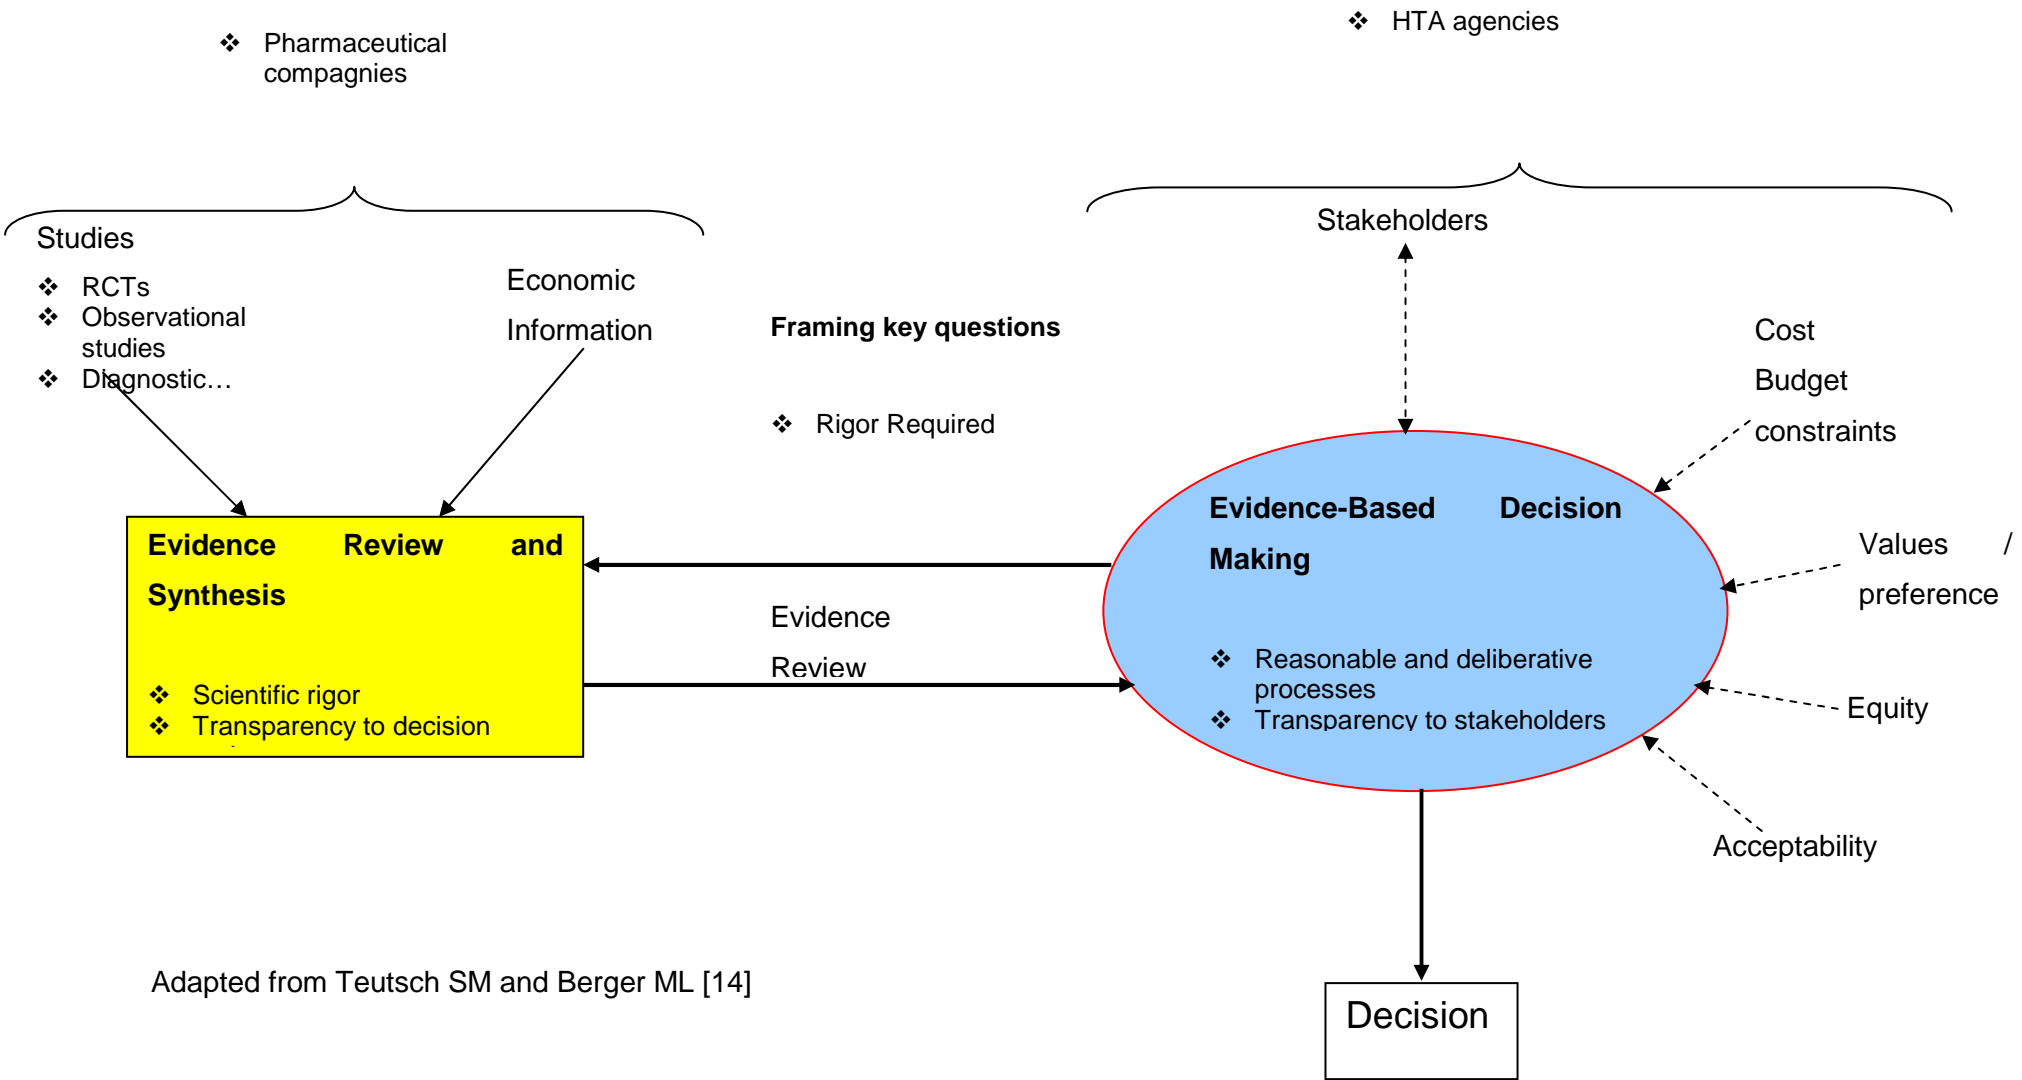 ❖ Pharmaceutical
compagnies
❖ HTA agencies
Studies
❖ RCTs
❖ Observational
studies
❖ Diagnostic…
Economic
Information
Framing key questions
❖ Rigor Required
Stakeholders
Cost
Budget
constraints
Values /
preference
Equity
Acceptability
Evidence Review and
Synthesis
❖ Scientific rigor
❖ Transparency to decision
Evidence
Review
Evidence-Based Decision
Making
❖ Reasonable and deliberative
processes
❖ Transparency to stakeholders
Decision
Adapted from Teutsch SM and Berger ML [14]